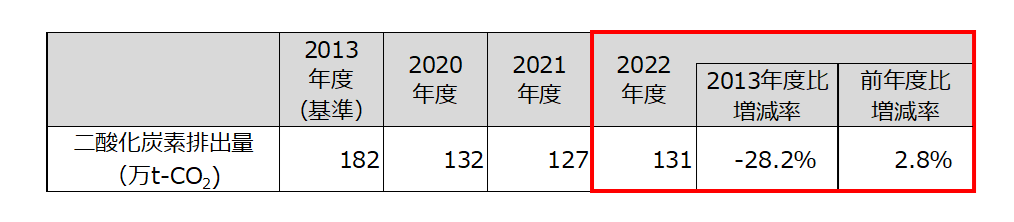 2013
年度
（基準）
2020
年度
2021
年度
2022
年度
2013年度比
増減率
前年度比
増減率
二酸化炭素排出量
（万t-CO₂)
182
132
127
131
-28.2%
2.8%